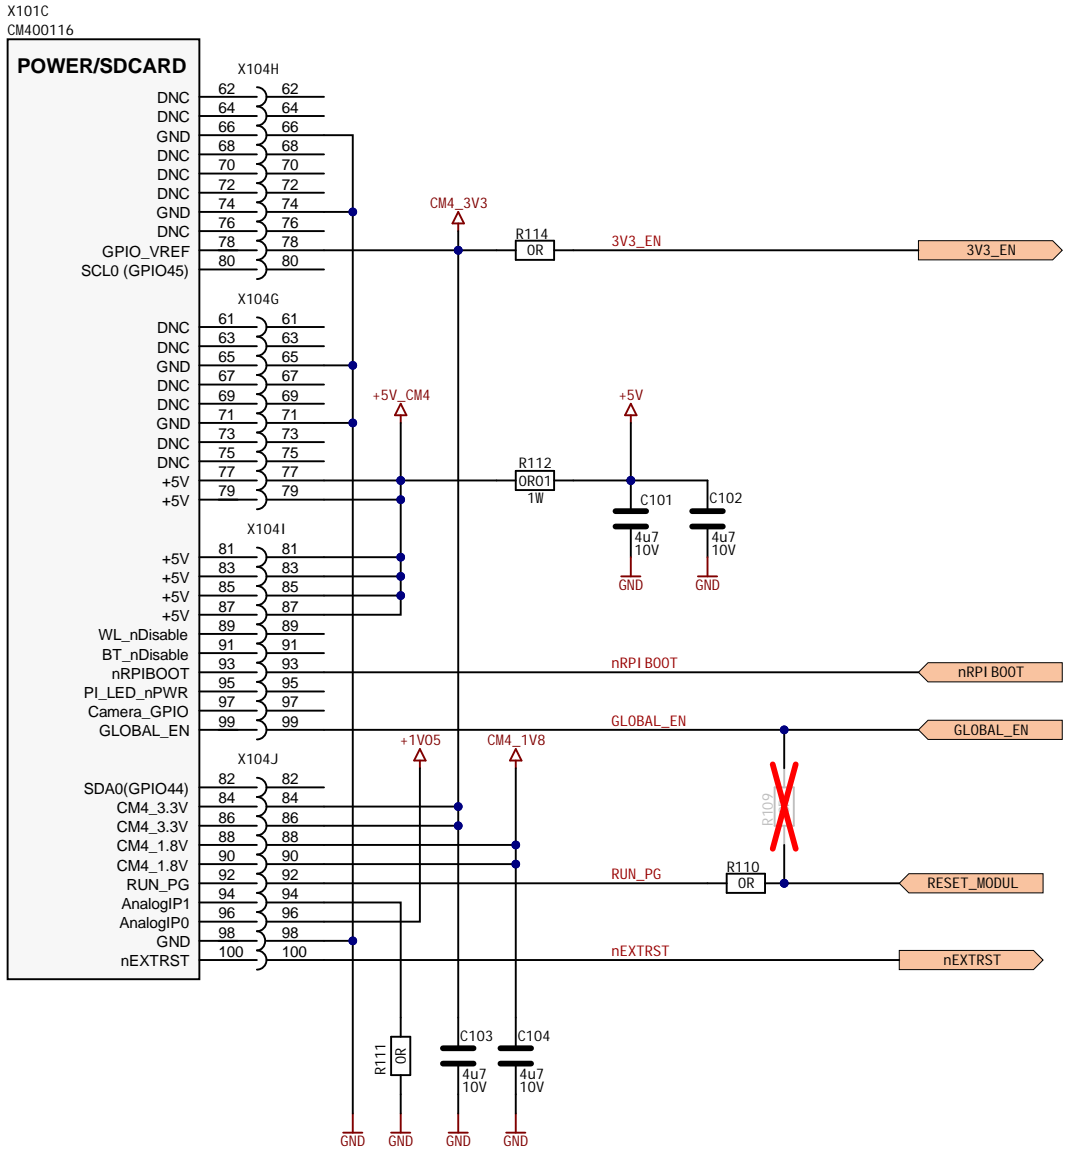 X101C
CM400116
POWER/SDCARD
X104H
DNC 62 62
DNC 64 64
GND 66 66
DNC 68 68
DNC 70 70
DNC 72 72
GND 74 74
DNC 76 76
GPIO_VREF 78 78
SCL0 (GPIO45) 80 80
CM4_3V3
R114
0R
3V3_EN
3V3_EN
X104G
DNC 61 61
DNC 63 63
GND 65 65
DNC 67 67
DNC 69 69
GND 71 71
DNC 73 73
DNC 75 75
+5V 77 77
+5V 79 79
+5V_CM4
R112
0R01
1W
+5V
C101
4u7
10V
GND
C102
4u7
10V
GND
X104I
+5V 81 81
+5V 83 83
+5V 85 85
+5V 87 87
WL_nDisable 89 89
BT_nDisable 91 91
nRPIBOOT 93 93
PI_LED_nPWR 95 95
Camera_GPIO 97 97
GLOBAL_EN 99 99
nRPIBOOT
nRPIBOOT
GLOBAL_EN
GLOBAL_EN
+1V05
CM4_1V8
R109
X104J
SDA0(GPIO44) 82 82
CM4_3.3V 84 84
CM4_3.3V 86 86
CM4_1.8V 88 88
CM4_1.8V 90 90
RUN_PG 92 92
AnalogIP1 94 94
AnalogIP0 96 96
GND 98 98
nEXTRST 100 100
RUN_PG
R110
0R
RESET_MODUL
nEXTRST
nEXTRST
R111
0R
C103
4u7
10V
C104
4u7
10V
GND
GND
GND
GND